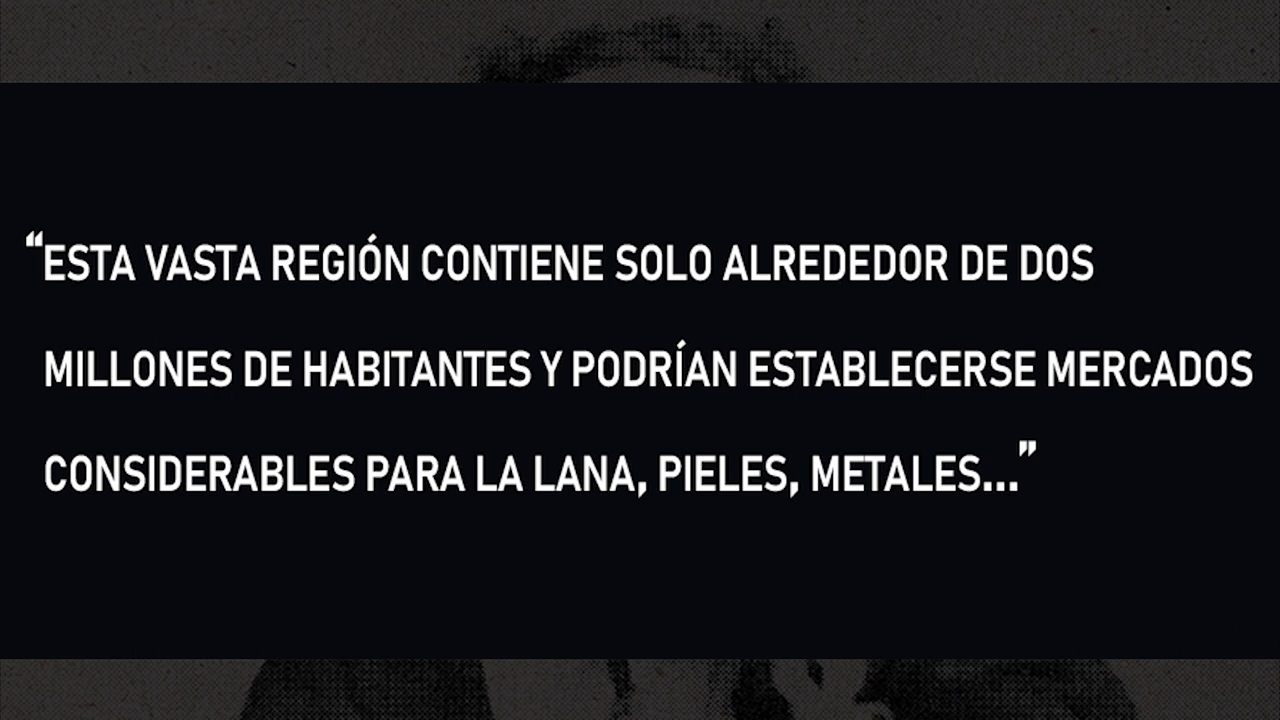 “ESTA VASTA REGIÓN CONTIENE SOLO ALREDEDOR DE DOS
MILLONES DE HABITANTES Y PODRÍAN ESTABLECERSE MERCADOS
CONSIDERABLES PARA LA LANA, PIELES, METALES...”